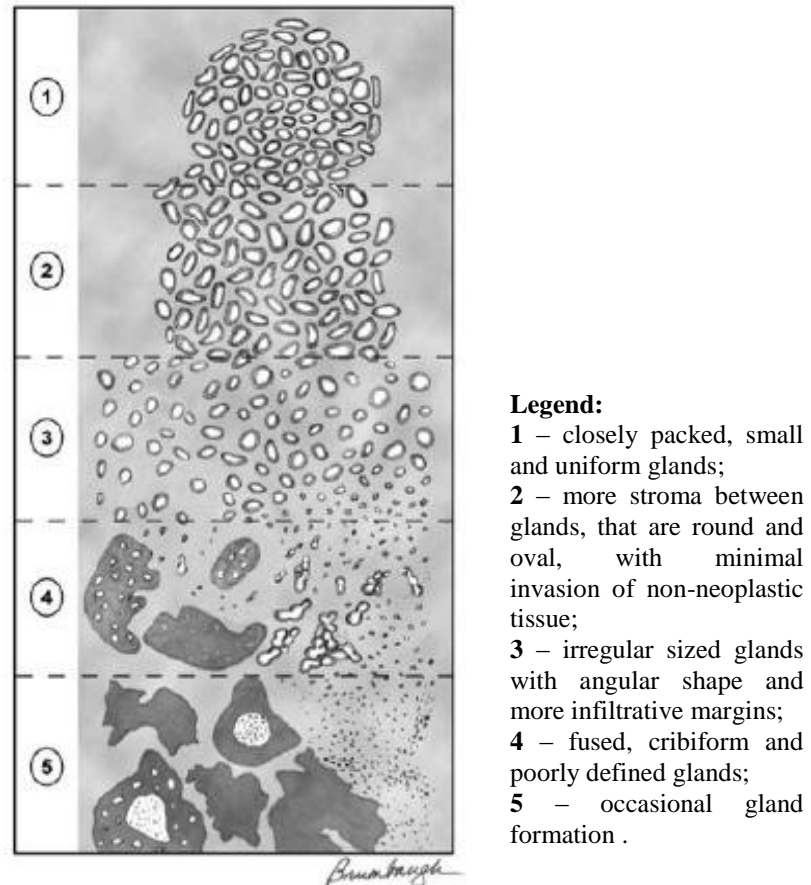 1
2
3
4
5
Brumbaugh
Legend:
1 – closely packed, small
and uniform glands;
2 – more stroma between
glands, that are round and
oval, with minimal
invasion of non-neoplastic
tissue;
3 – irregular sized glands
with angular shape and
more infiltrative margins;
4 – fused, cribiform and
poorly defined glands;
5 – occasional gland
formation .